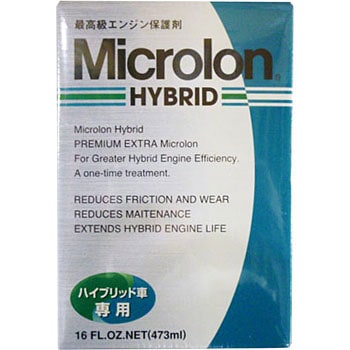 最高級エンジン保護剤
Microlon®
HYBRID
Microlon Hybrid
PREMIUM EXTRA Microlon
For Greater Hybrid Engine Efficiency.
A one-time treatment.
REDUCES FRICTION AND WEAR
REDUCES MAITENANCE
EXTENDS HYBRID ENGINE LIFE
ハイブリッド車
専用
16 FL.OZ.NET(473ml)